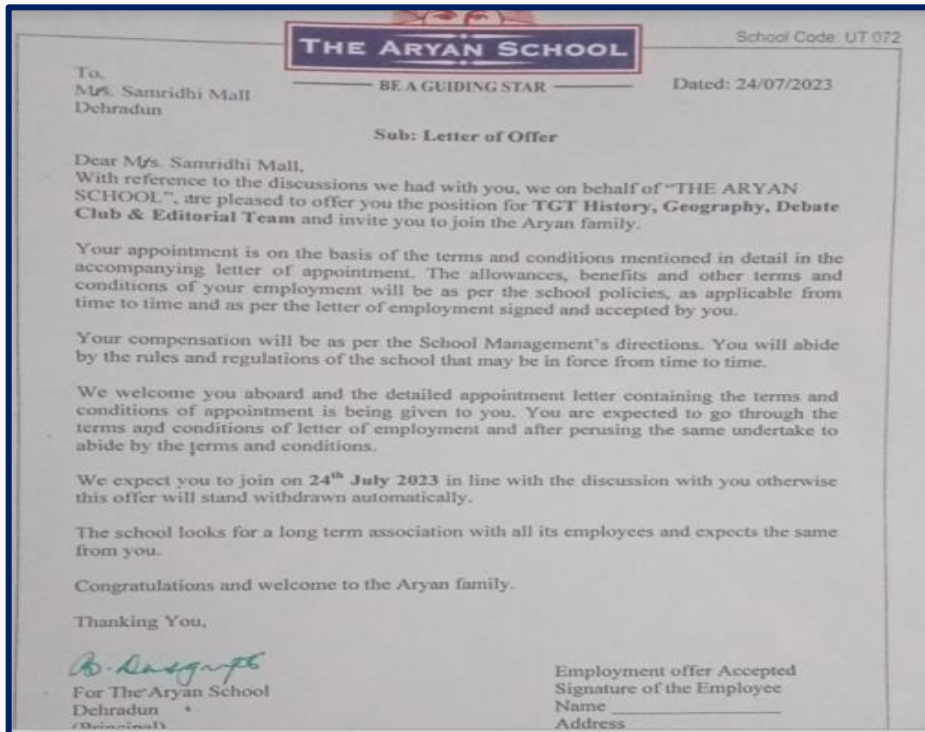 School Code: UT 072
THE ARYAN SCHOOL
BE A GUIDING STAR
To,
Mrs. Samridhi Mall
Dehradun
Dated: 24/07/2023
Sub: Letter of Offer
Dear Mrs. Samridhi Mall,
With reference to the discussions we had with you, we on behalf of "THE ARYAN
SCHOOL", are pleased to offer you the position for TGT History, Geography, Debate
Club & Editorial Team and invite you to join the Aryan family.
Your appointment is on the basis of the terms and conditions mentioned in detail in the
accompanying letter of appointment. The allowances, benefits and other terms and
conditions of your employment will be as per the school policies, as applicable from
time to time and as per the letter of employment signed and accepted by you.
Your compensation will be as per the School Management's directions. You will abide
by the rules and regulations of the school that may be in force from time to time.
We welcome you aboard and the detailed appointment letter containing the terms and
conditions of appointment is being given to you. You are expected to go through the
terms and conditions of letter of employment and after perusing the same undertake to
abide by the terms and conditions.
We expect you to join on 24th July 2023 in line with the discussion with you otherwise
this offer will stand withdrawn automatically.
The school looks for a long term association with all its employees and expects the same
from you.
Congratulations and welcome to the Aryan family.
Thanking You,
B. Dasgupta
For The Aryan School
Dehradun
(Principal)
Employment offer Accepted
Signature of the Employee
Name
Address